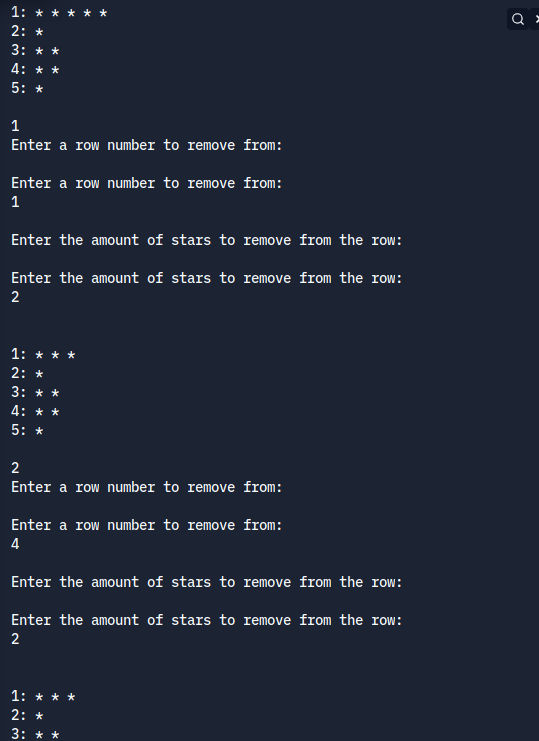 1: * * * * *
2: *
3: * *
4: * *
5: *
1
Enter a row number to remove from:
Enter a row number to remove from:
1
Enter the amount of stars to remove from the row:
Enter the amount of stars to remove from the row:
2
1: * * *
2: *
3: * *
4: * *
5: *
2
Enter a row number to remove from:
Enter a row number to remove from:
4
Enter the amount of stars to remove from the row:
Enter the amount of stars to remove from the row:
2
1: * * *
2: *
3: * *